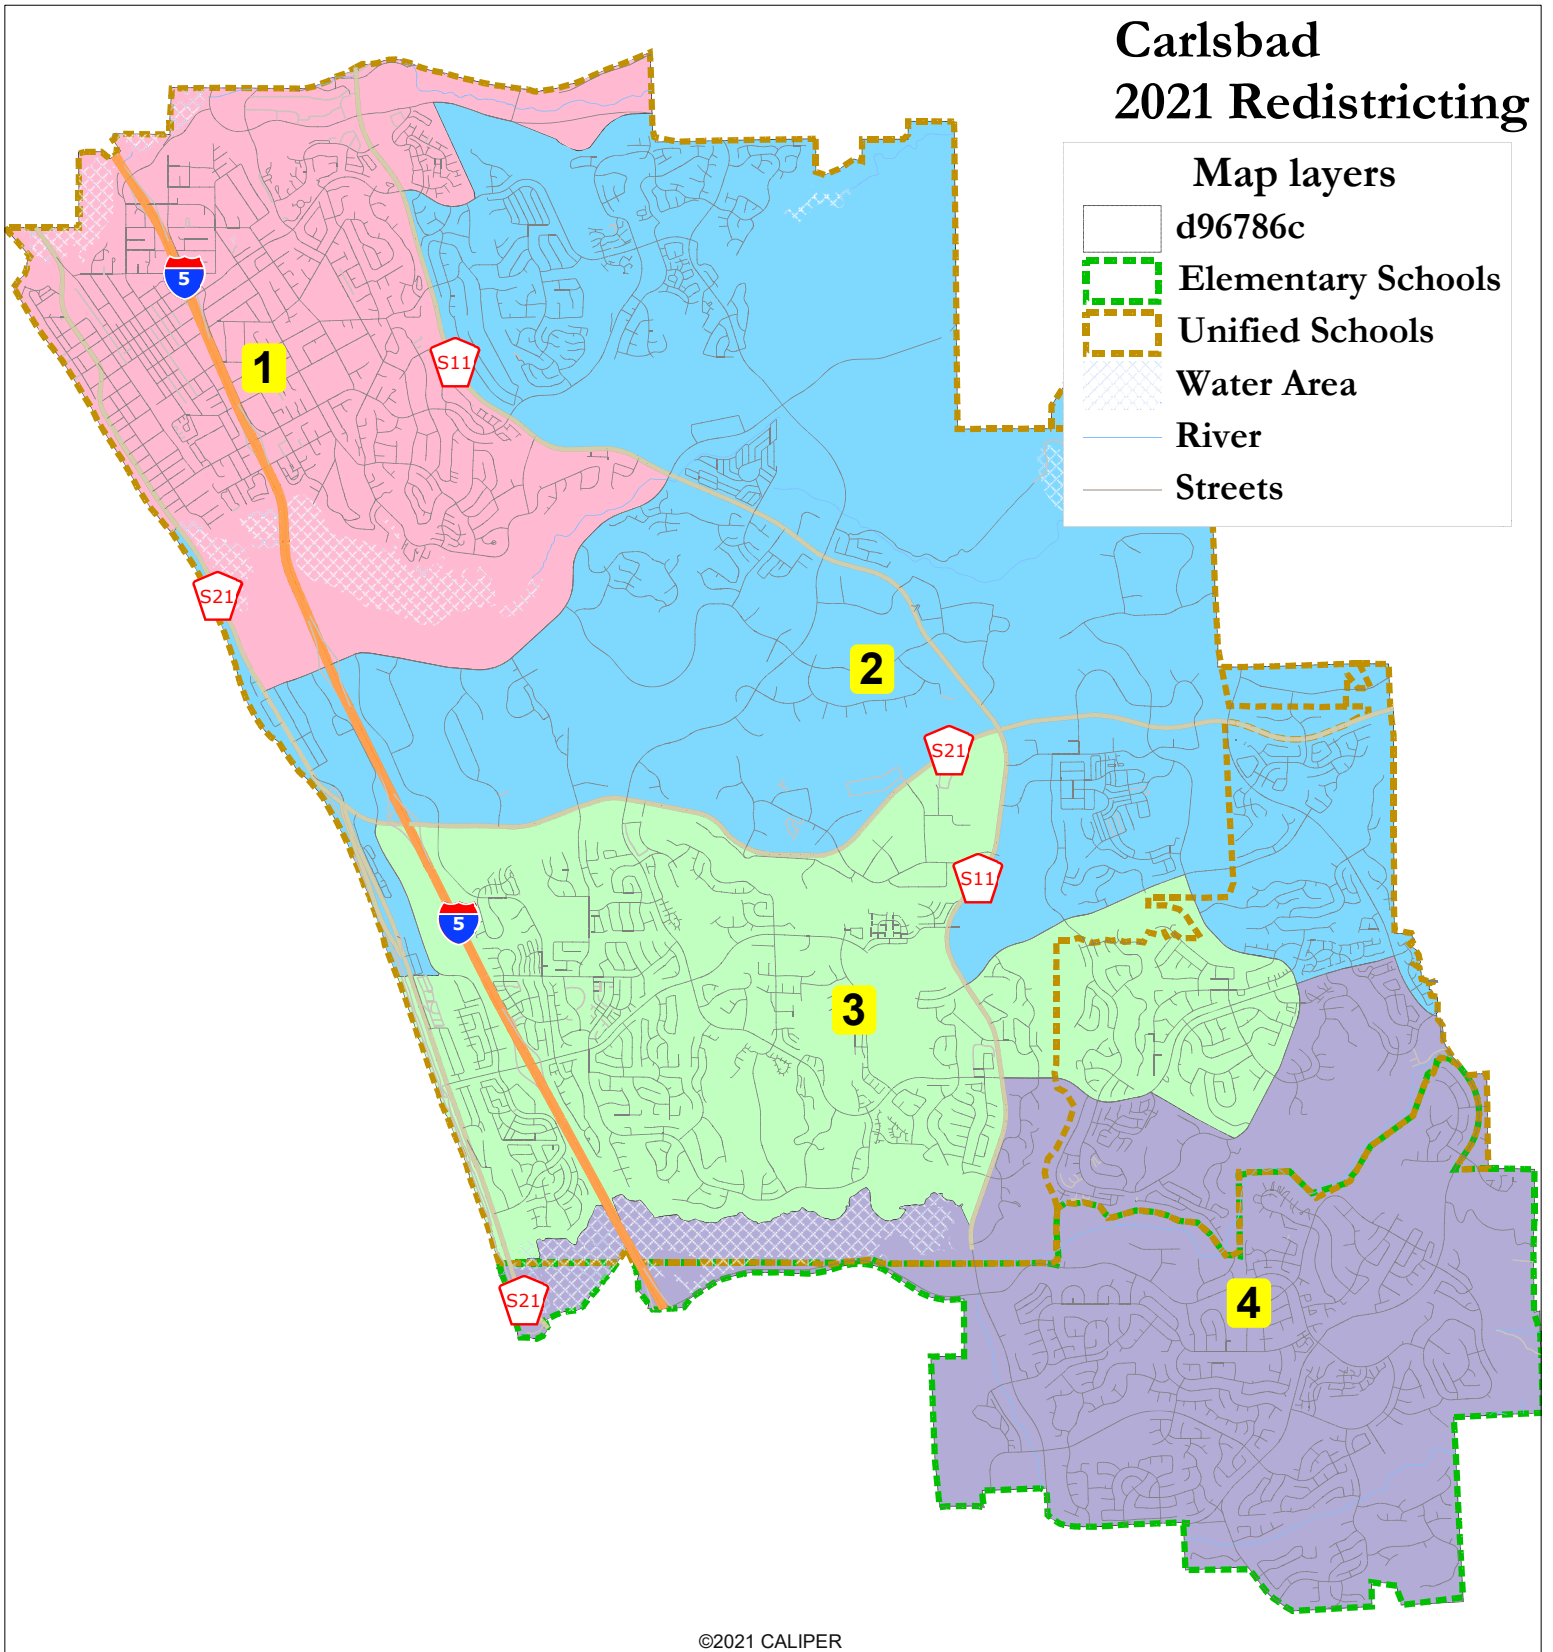 Carlsbad
2021 Redistricting
Map layers
d96786c
Elementary Schools
Unified Schools
Water Area
River
Streets
5
1
S11
S21
2
S21
S11
5
3
4
S21
©2021 CALIPER